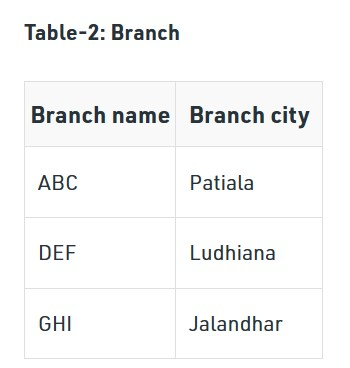 Table-2: Branch
Branch name Branch city
ABC Patiala
DEF Ludhiana
GHI Jalandhar